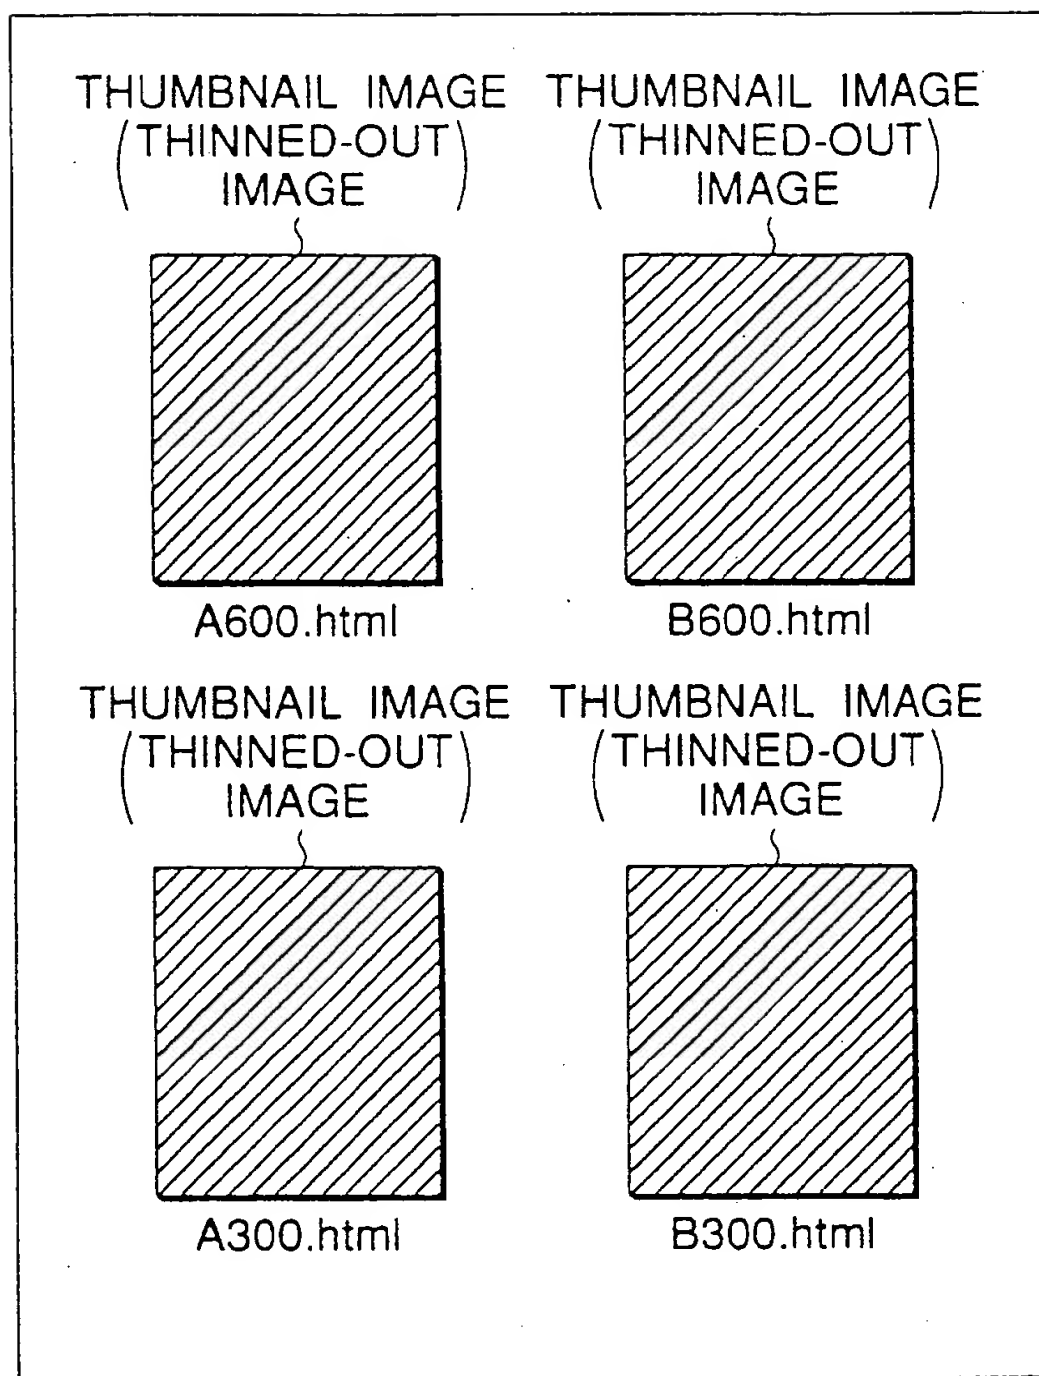 THUMBNAIL IMAGE
(THINNED-OUT
IMAGE)
THUMBNAIL IMAGE
(THINNED-OUT
IMAGE)
A600.html
B600.html
THUMBNAIL IMAGE
(THINNED-OUT
IMAGE)
THUMBNAIL IMAGE
(THINNED-OUT
IMAGE)
A300.html
B300.html